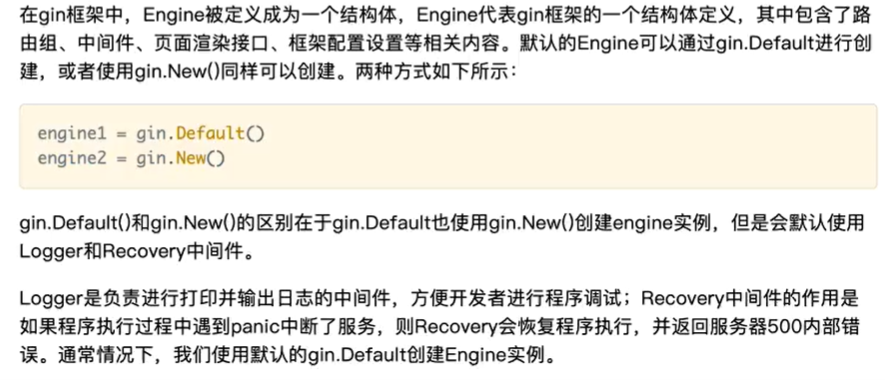 在gin框架中，Engine被定义成为一个结构体，Engine代表gin框架的一个结构体定义，其中包含了路
由组、中间件、页面渲染接口、框架配置设置等相关内容。默认的Engine可以通过gin.Default进行创
建，或者使用gin.New()同样可以创建。两种方式如下所示：
engine1 = gin.Default()
engine2 = gin.New()
gin.Default()和gin.New()的区别在于gin.Default也使用gin.New()创建engine实例，但是会默认使用
Logger和Recovery中间件。
Logger是负责进行打印并输出日志的中间件，方便开发者进行程序调试；Recovery中间件的作用是
如果程序执行过程中遇到panic中断了服务，则Recovery会恢复程序执行，并返回服务器500内部错
误。通常情况下，我们使用默认的gin.Default创建Engine实例。